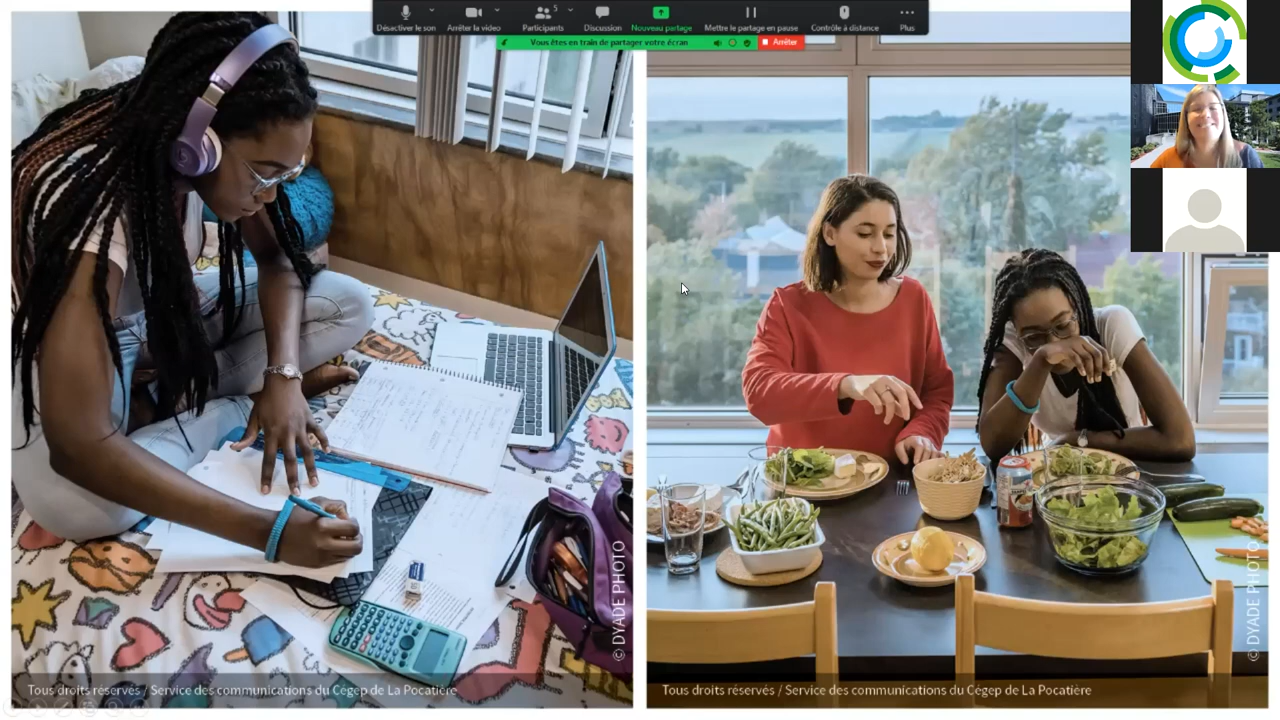 Désactiver le son
Arrêter la vidéo
Participants
5
Discussion
Nouveau partage
Mettre le partage en pause
Contrôle à distance
Plus
Vous êtes en train de partager votre écran
Arrêter
© DYADE PHOTO
© DYADE PHOTO
Tous droits réservés / Service des communications du Cégep de La Pocatière
Tous droits réservés / Service des communications du Cégep de La Pocatière